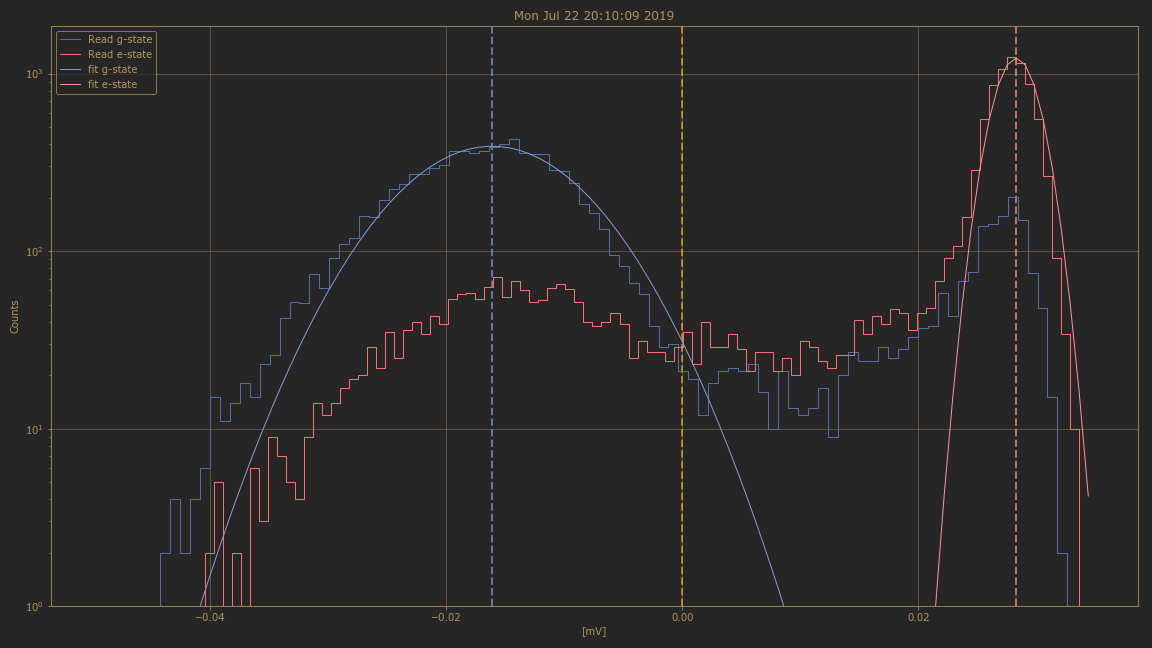 Mon Jul 22 20:10:09 2019
Read g-state
Read e-state
fit g-state
fit e-state
10³
10²
10¹
10⁰
Counts
−0.04
−0.02
0.00
0.02
[mV]